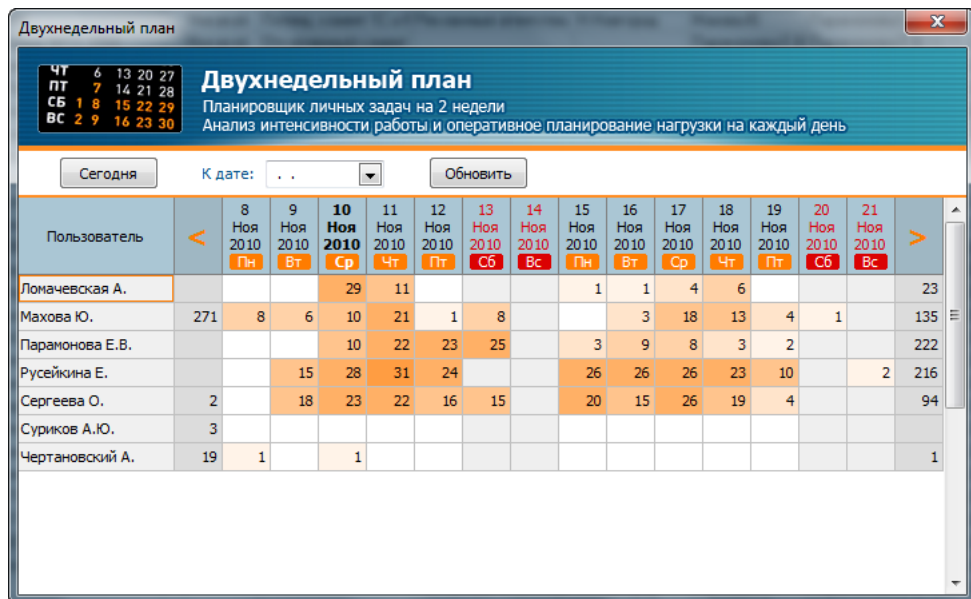 Двухнедельный план
x
ЧТ 6 13 20 27
ПТ 7 14 21 28
СБ 1 8 15 22 29
ВС 2 9 16 23 30
Двухнедельный план
Планировщик личных задач на 2 недели
Анализ интенсивности работы и оперативное планирование нагрузки на каждый день
Сегодня К дате: . . Обновить
8 9 10 11 12 13 14 15 16 17 18 19 20 21
Ноя Ноя Ноя Ноя Ноя Ноя Ноя Ноя Ноя Ноя Ноя Ноя Ноя Ноя
Пользователь < >
2010 2010 2010 2010 2010 2010 2010 2010 2010 2010 2010 2010 2010 2010
Пн Вт Ср Чт Пт Сб Вс Пн Вт Ср Чт Пт Сб Вс
Ломачевская А. 29 11 1 1 4 6 23
Махова Ю. 271 8 6 10 21 1 8 3 18 13 4 1 135
Парамонова Е.В. 10 22 23 25 3 9 8 3 2 222
Русейкина Е. 15 28 31 24 26 26 26 23 10 2 216
Сергеева О. 2 18 23 22 16 15 20 15 26 19 4 94
Суриков А.Ю. 3
Чертановский А. 19 1 1 1